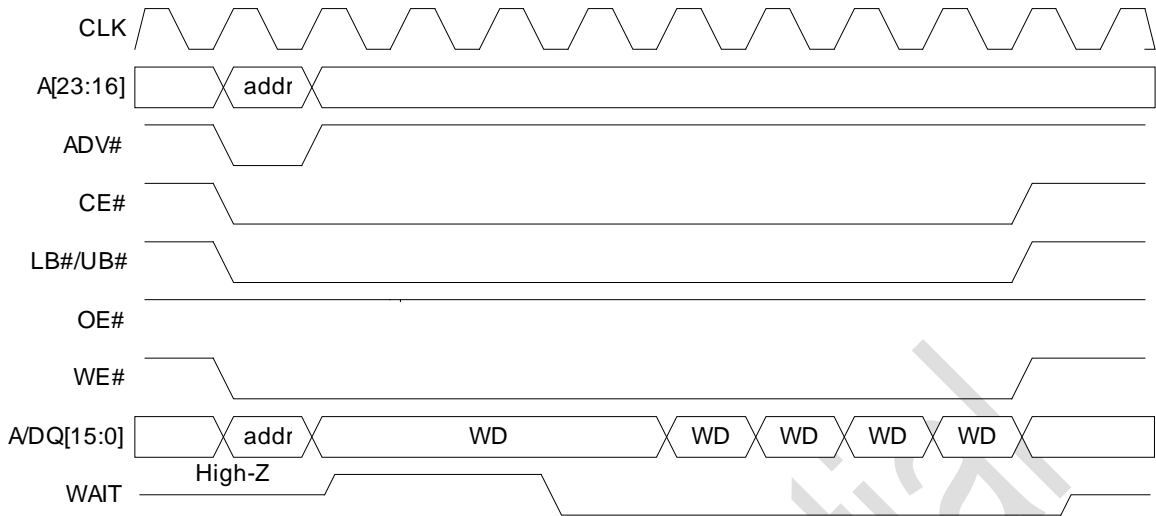 CLK
A[23:16] addr
ADV#
CE#
LB#/UB#
OE#
WE#
A/DQ[15:0] addr WD WD WD WD WD
High-Z
WAIT